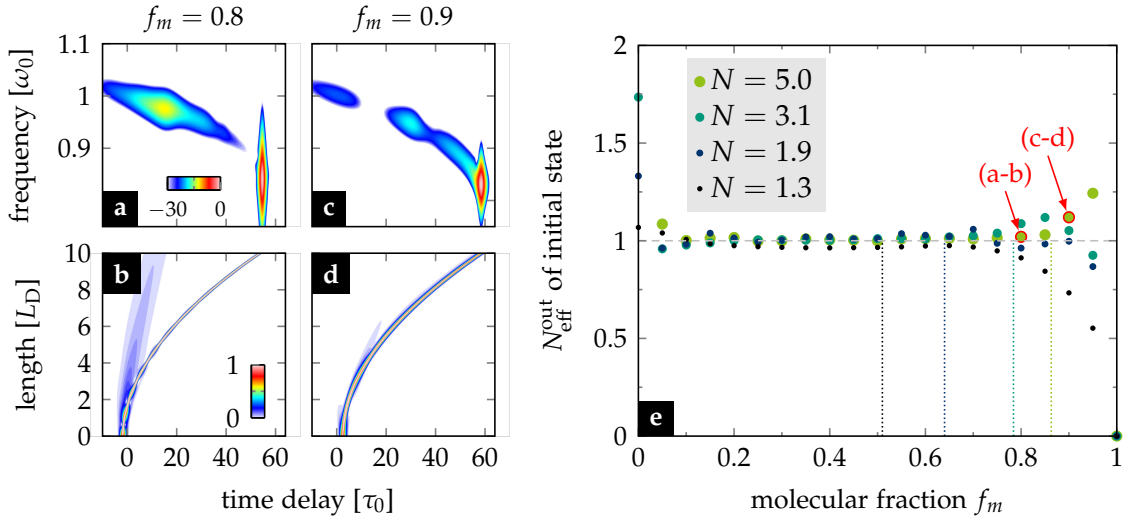 f_m = 0.8
f_m = 0.9
frequency [ω₀]
1.1
1
0.9
a
−30
0
c
length [L_D]
10
8
6
4
2
0
b
1
0
d
0 20 40 60
0 20 40 60
time delay [τ₀]
N_eff^out of initial state
2
1.5
1
0.5
0
N = 5.0
N = 3.1
N = 1.9
N = 1.3
(a-b)
(c-d)
e
0 0.2 0.4 0.6 0.8 1
molecular fraction f_m